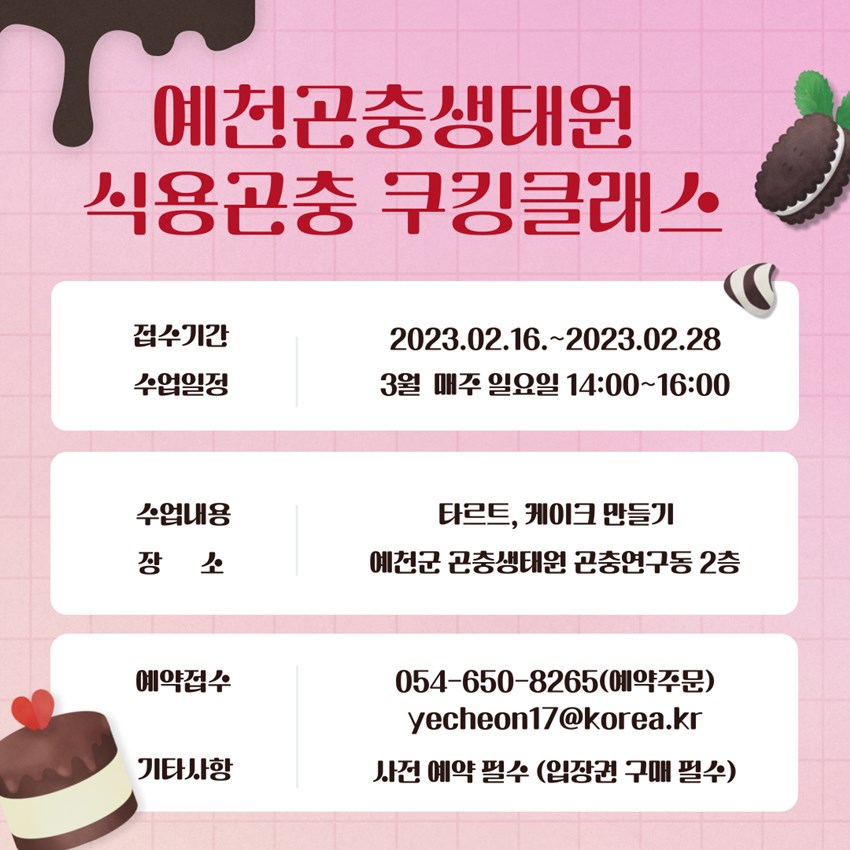 예천곤충생태원
식용곤충 쿠킹클래스
접수기간 2023.02.16.~2023.02.28
수업일정 3월 매주 일요일 14:00~16:00
수업내용 타르트, 케이크 만들기
장 소 예천군 곤충생태원 곤충연구동 2층
예약접수 054-650-8265(예약주문)
yecheon17@korea.kr
기타사항 사전 예약 필수 (입장권 구매 필수)